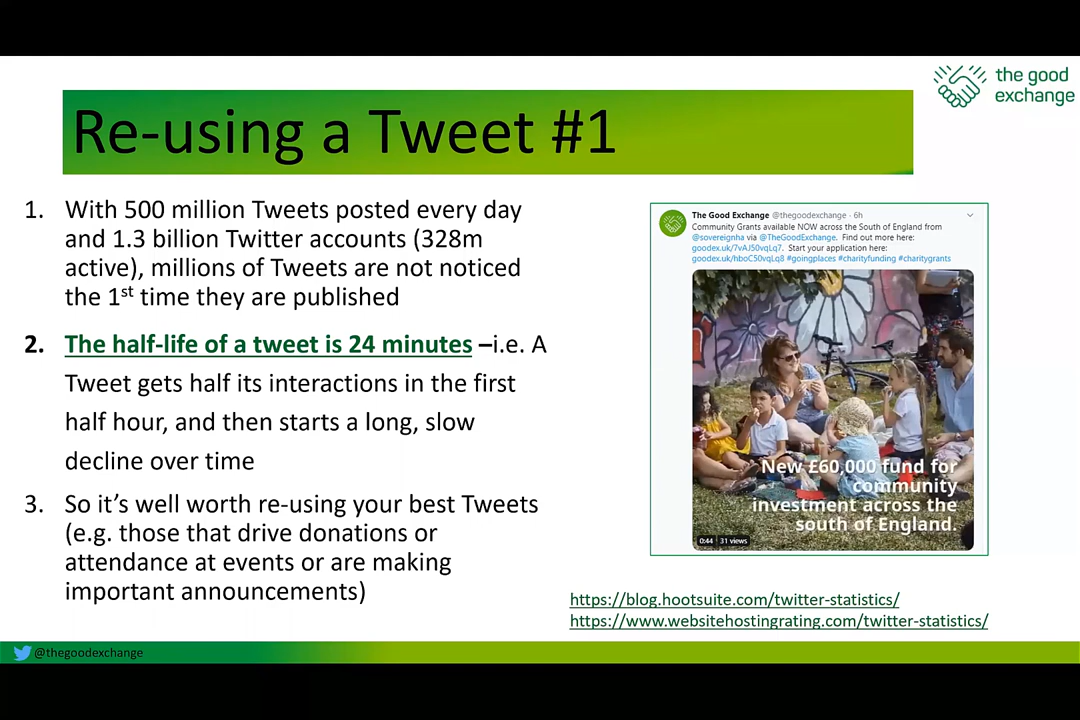 the good
exchange
Re-using a Tweet #1
1. With 500 million Tweets posted every day
and 1.3 billion Twitter accounts (328m
active), millions of Tweets are not noticed
the 1st time they are published
2. The half-life of a tweet is 24 minutes –i.e. A
Tweet gets half its interactions in the first
half hour, and then starts a long, slow
decline over time
3. So it’s well worth re-using your best Tweets
(e.g. those that drive donations or
attendance at events or are making
important announcements)
The Good Exchange @thegoodexchange · 6h
Community Grants available NOW across the South of England from
@sovereignha via @TheGoodExchange. Find out more here:
goodex.uk/7vAJ50vqLq7. Start your application here:
goodex.uk/hboC50vqLq8 #goingplaces #charityfunding #charitygrants
New £60,000 fund for
community
investment across the
south of England.
0:44 31 views
https://blog.hootsuite.com/twitter-statistics/
https://www.websitehostingrating.com/twitter-statistics/
@thegoodexchange